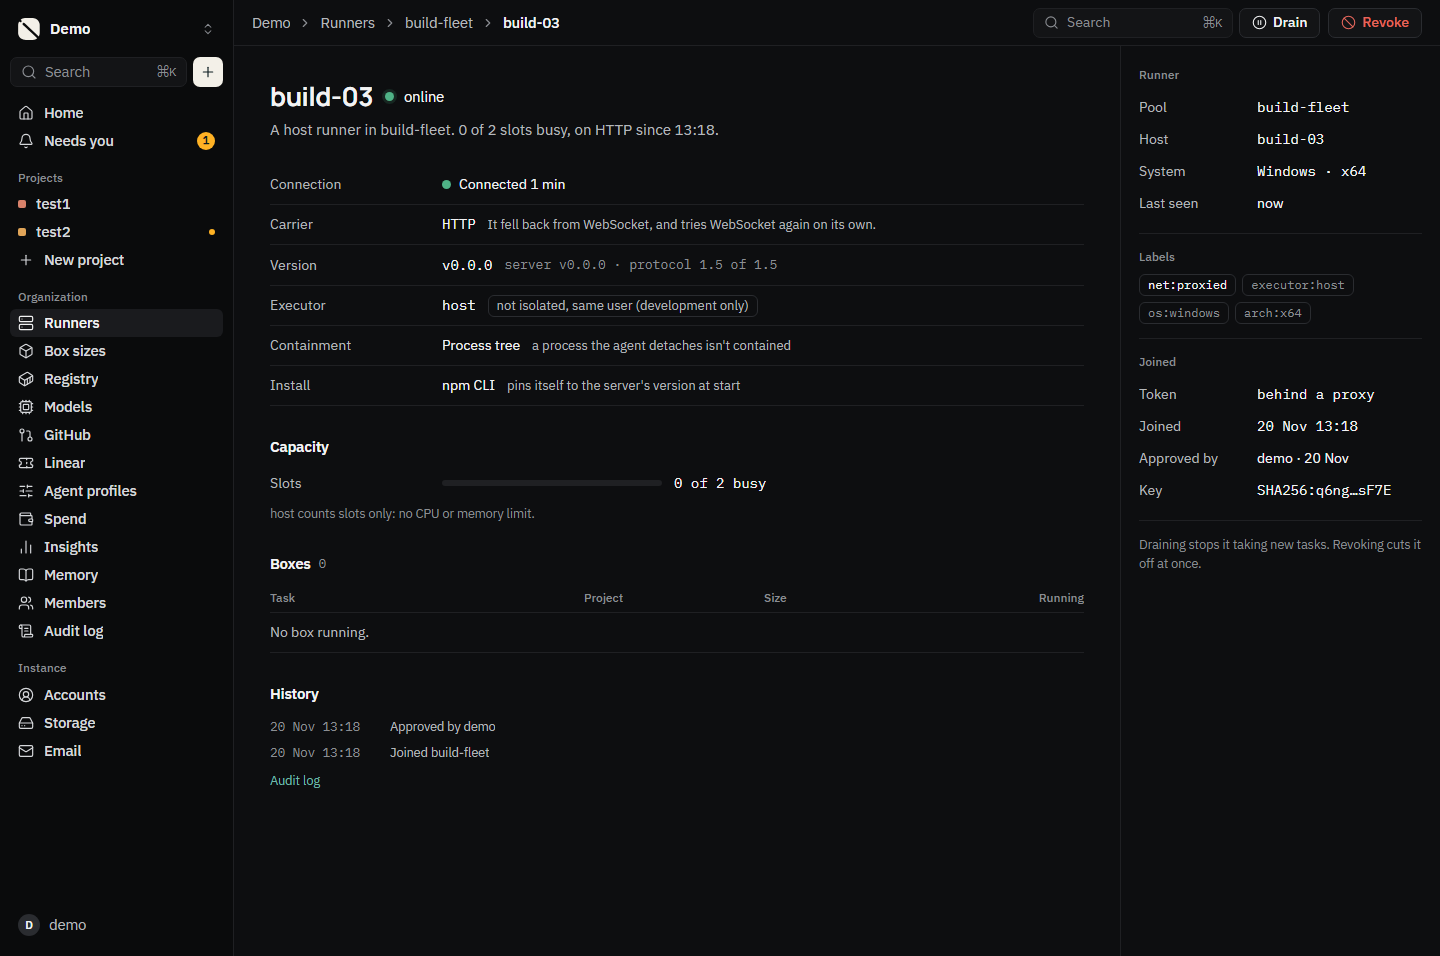 Demo
Search ⌘K
Home
Needs you 1
Projects
test1
test2
New project
Organization
Runners
Box sizes
Registry
Models
GitHub
Linear
Agent profiles
Spend
Insights
Memory
Members
Audit log
Instance
Accounts
Storage
Email
D demo
Demo > Runners > build-fleet > build-03
Search ⌘K
Drain
Revoke
build-03 online
A host runner in build-fleet. 0 of 2 slots busy, on HTTP since 13:18.
Connection Connected 1 min
Carrier HTTP It fell back from WebSocket, and tries WebSocket again on its own.
Version v0.0.0 server v0.0.0 · protocol 1.5 of 1.5
Executor host not isolated, same user (development only)
Containment Process tree a process the agent detaches isn't contained
Install npm CLI pins itself to the server's version at start
Capacity
Slots 0 of 2 busy
host counts slots only: no CPU or memory limit.
Boxes 0
Task Project Size Running
No box running.
History
20 Nov 13:18 Approved by demo
20 Nov 13:18 Joined build-fleet
Audit log
Runner
Pool build-fleet
Host build-03
System Windows · x64
Last seen now
Labels
net:proxied executor:host
os:windows arch:x64
Joined
Token behind a proxy
Joined 20 Nov 13:18
Approved by demo · 20 Nov
Key SHA256:q6ng…sF7E
Draining stops it taking new tasks. Revoking cuts it
off at once.